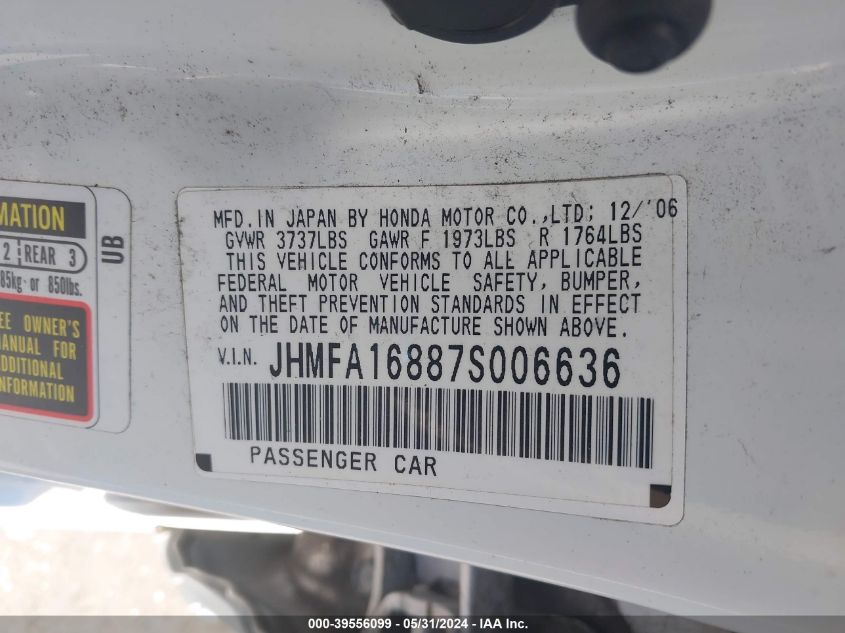 MATION
2 REAR 3
85kg or 850lbs.
EE OWNER'S
MANUAL FOR
DDITIONAL
NFORMATION
UB
MFD.IN JAPAN BY HONDA MOTOR CO.,LTD; 12/'06
GVWR 3737LBS GAWR F 1973LBS R 1764LBS
THIS VEHICLE CONFORMS TO ALL APPLICABLE
FEDERAL MOTOR VEHICLE SAFETY, BUMPER,
AND THEFT PREVENTION STANDARDS IN EFFECT
ON THE DATE OF MANUFACTURE SHOWN ABOVE.
V.I.N. JHMFA16887S006636
PASSENGER CAR
000-39556099 - 05/31/2024 - IAAI Inc.